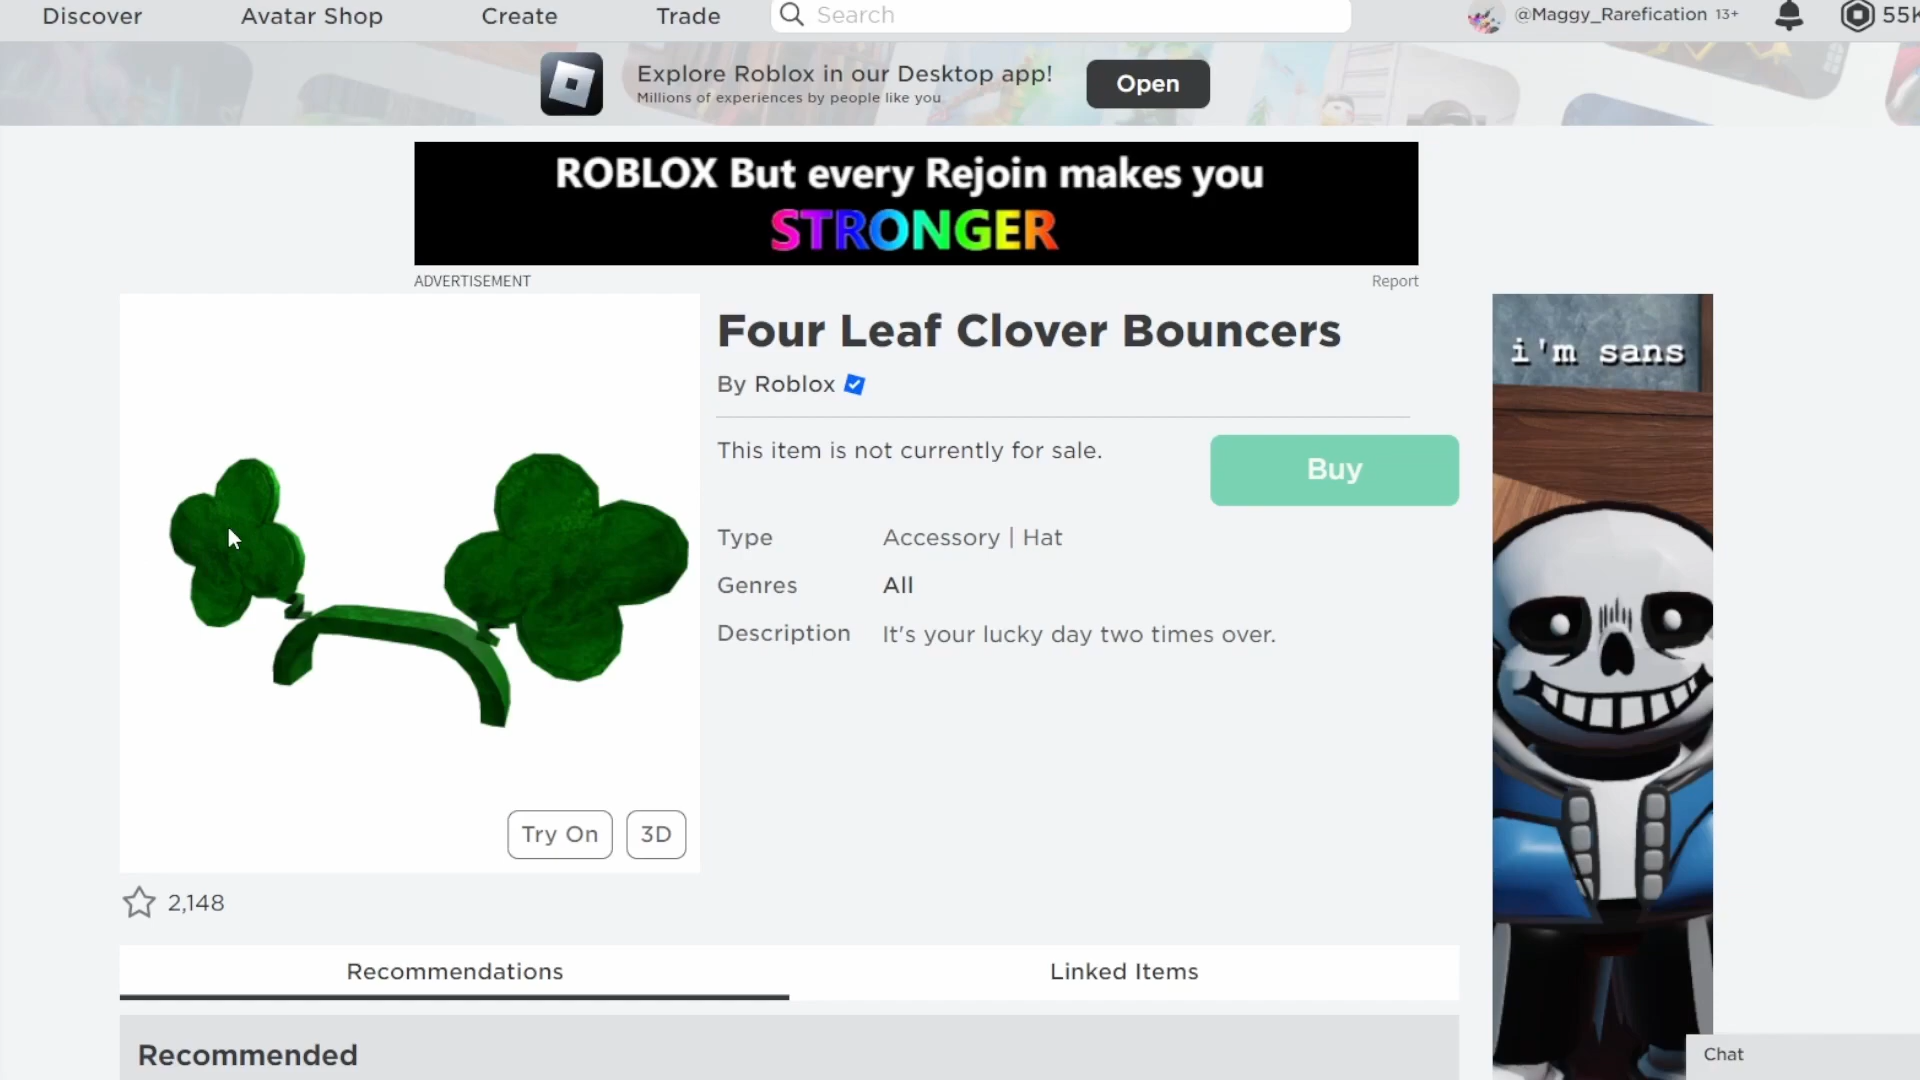 Discover
Avatar Shop
Create
Trade
Search
@Maggy_Rarefication 13+
55K
Explore Roblox in our Desktop app!
Millions of experiences by people like you
Open
ROBLOX But every Rejoin makes you
STRONGER
ADVERTISEMENT
Report
Four Leaf Clover Bouncers
By Roblox
This item is not currently for sale.
Buy
Type
Accessory | Hat
Genres
All
Description
It's your lucky day two times over.
i'm sans
Try On
3D
2,148
Recommendations
Linked Items
Recommended
Chat